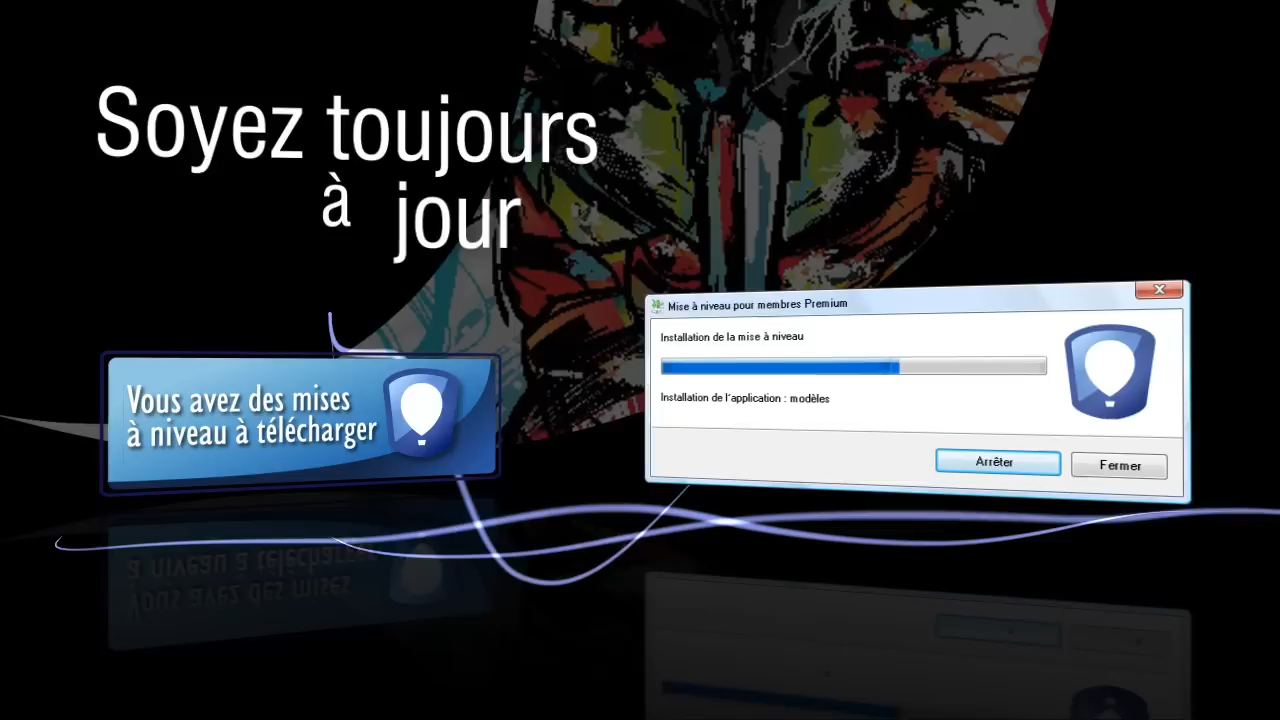 Soyez toujours
à jour
Vous avez des mises
à niveau à télécharger
Mise à niveau pour membres Premium
Installation de la mise à niveau
Installation de l'application : modèles
Arrêter
Fermer